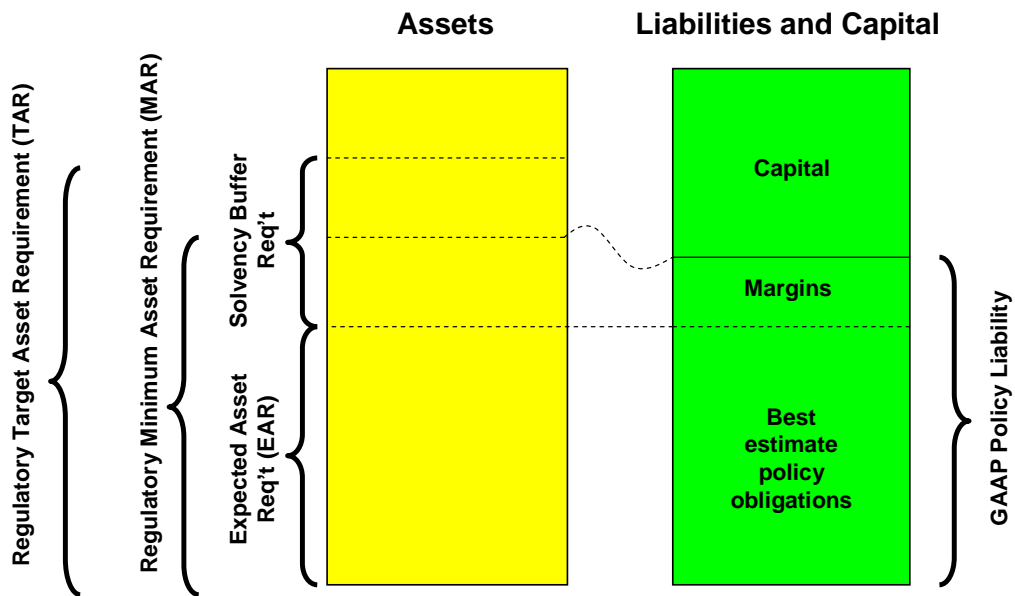 Assets
Liabilities and Capital
Regulatory Target Asset Requirement (TAR)
Regulatory Minimum Asset Requirement (MAR)
Solvency Buffer
Req't
Expected Asset
Req't (EAR)
Capital
Margins
Best
estimate
policy
obligations
GAAP Policy Liability